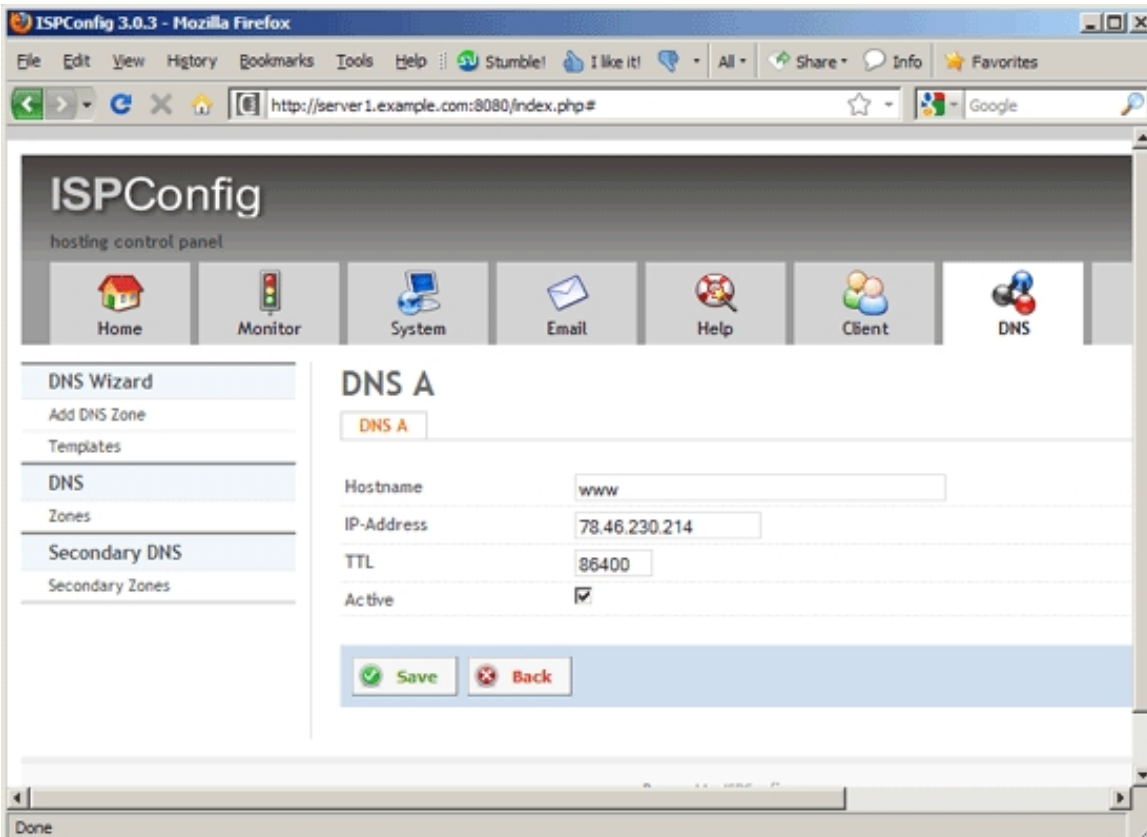 ISPConfig 3.0.3 - Mozilla Firefox
File Edit View History Bookmarks Tools Help Stumble! I like it! All Share Info Favorites
http://server1.example.com:8080/index.php# Google
ISPConfig
hosting control panel
Home Monitor System Email Help Client DNS
DNS Wizard
Add DNS Zone
Templates
DNS
Zones
Secondary DNS
Secondary Zones
DNS A
DNS A
Hostname www
IP-Address 78.46.230.214
TTL 86400
Active
Save Back
Done